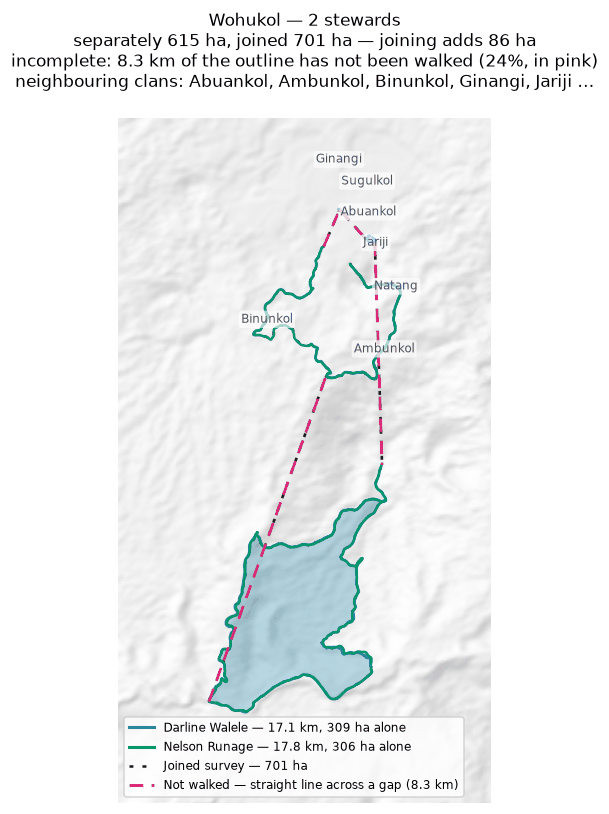 Wohukol — 2 stewards
separately 615 ha, joined 701 ha — joining adds 86 ha
incomplete: 8.3 km of the outline has not been walked (24%, in pink)
neighbouring clans: Abuankol, Ambunkol, Binunkol, Ginangi, Jariji ...
Ginangi
Sugulkol
Abuankol
Jariji
Natang
Binunkol
Ambunkol
Darline Walele — 17.1 km, 309 ha alone
Nelson Runage — 17.8 km, 306 ha alone
Joined survey — 701 ha
Not walked — straight line across a gap (8.3 km)